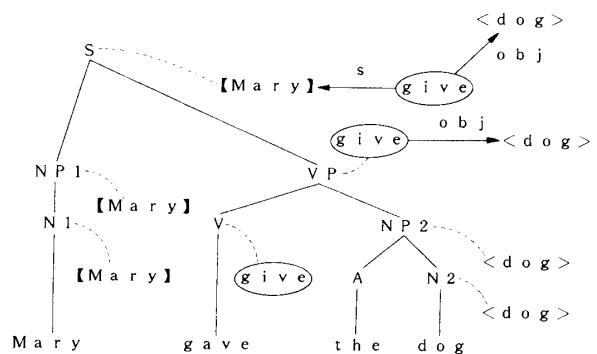 <dog>
obj
S
s
【Mary】
give
obj
give
<dog>
NP1
VP
【Mary】
N1
V
NP2
【Mary】
give
<dog>
A
N2
<dog>
Mary
gave
the
dog